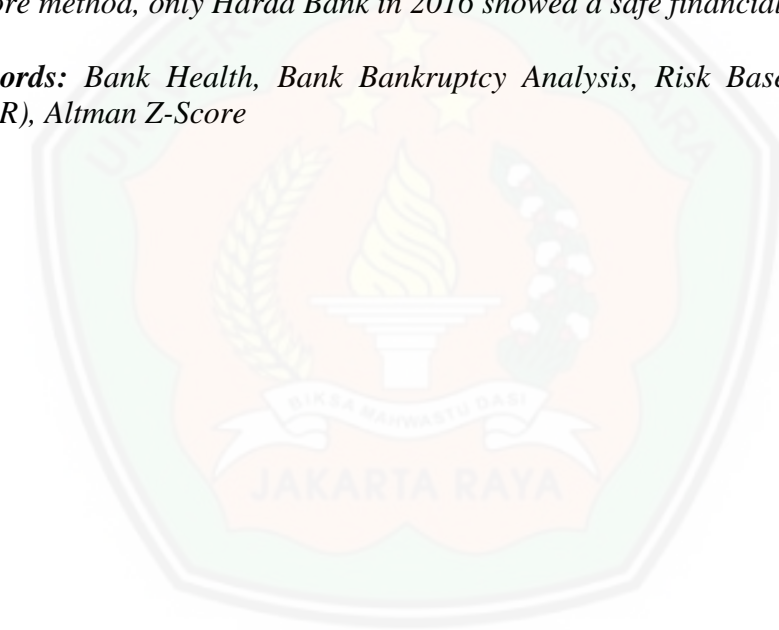 ore method, only Harda Bank in 2016 showed a safe financial
ords: Bank Health, Bank Bankruptcy Analysis, Risk Base
R), Altman Z-Score
BIKSA MAHWASTU DASI
JAKARTA RAYA